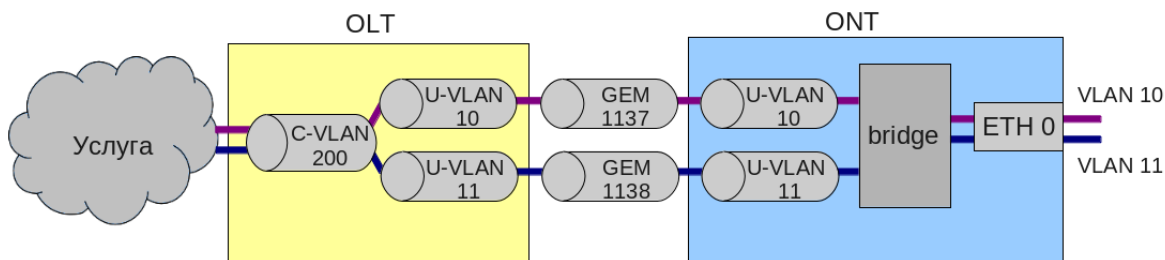 OLT
ONT
Услуга
C-VLAN
200
U-VLAN
10
U-VLAN
11
GEM
1137
GEM
1138
U-VLAN
10
U-VLAN
11
bridge
ETH 0
VLAN 10
VLAN 11